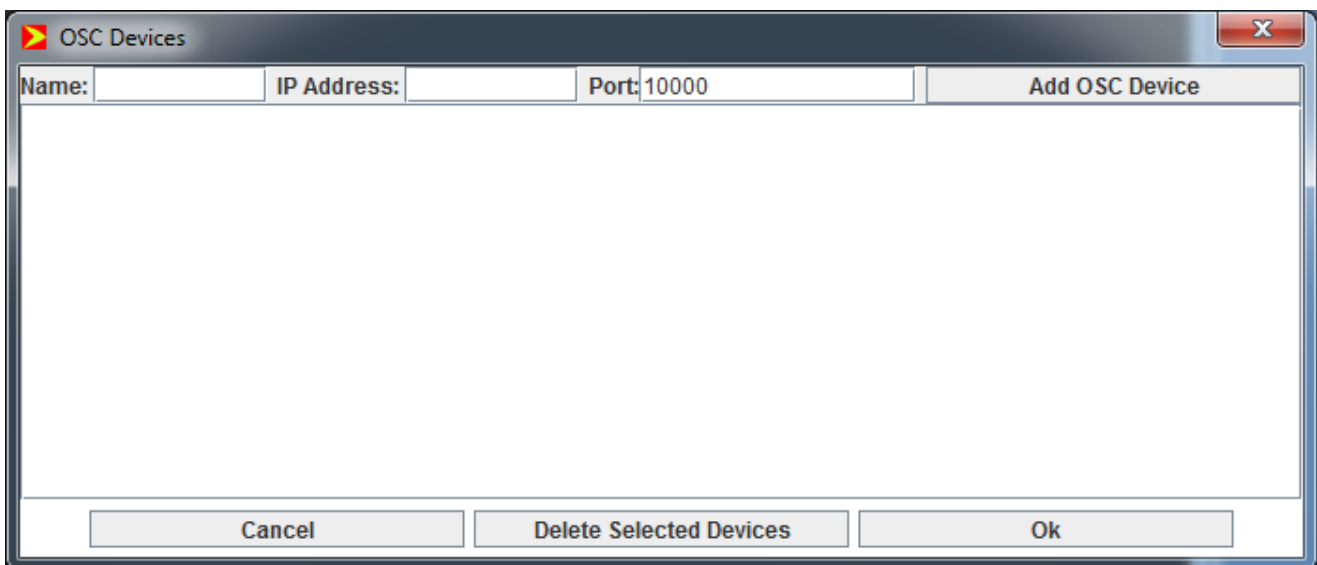 OSC Devices
Name: IP Address: Port: 10000 Add OSC Device
Cancel Delete Selected Devices Ok